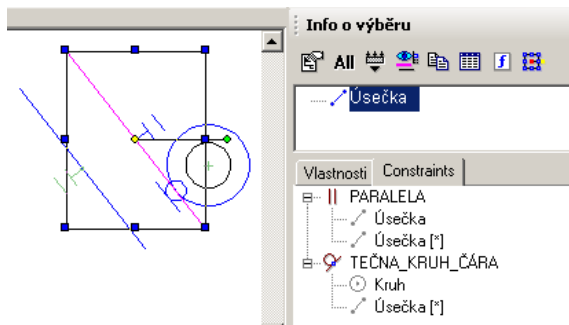 Info o výběru
All
Úsečka
Vlastnosti Constraints
PARALELA
Úsečka
Úsečka [*]
TEČNA_KRUH_ČÁRA
Kruh
Úsečka [*]